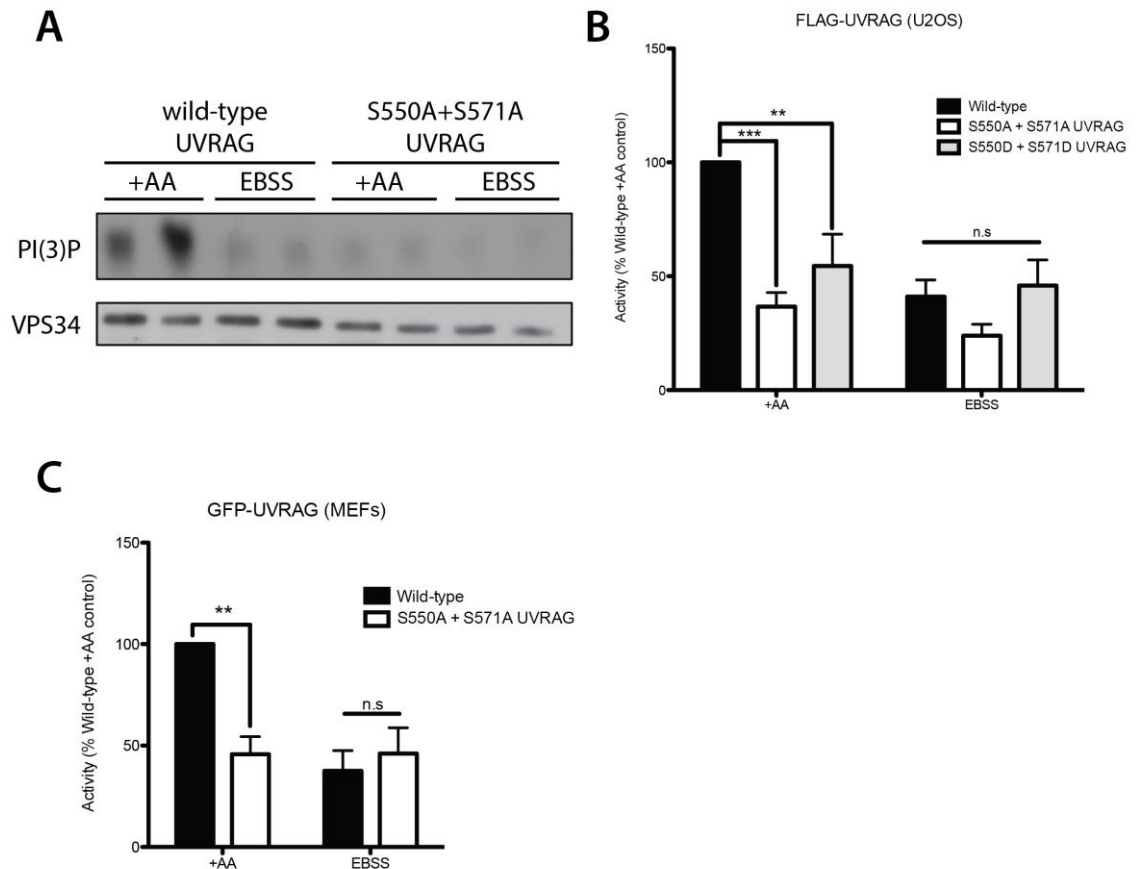 A
wild-type
UVRAG
S550A+S571A
UVRAG
+AA
EBSS
+AA
EBSS
PI(3)P
VPS34
B
FLAG-UVRAG (U2OS)
Activity (% Wild-type +AA control)
150
100
50
0
***
**
n.s
Wild-type
S550A + S571A UVRAG
S550D + S571D UVRAG
+AA
EBSS
C
GFP-UVRAG (MEFs)
Activity (% Wild-type +AA control)
150
100
50
0
**
n.s
Wild-type
S550A + S571A UVRAG
+AA
EBSS